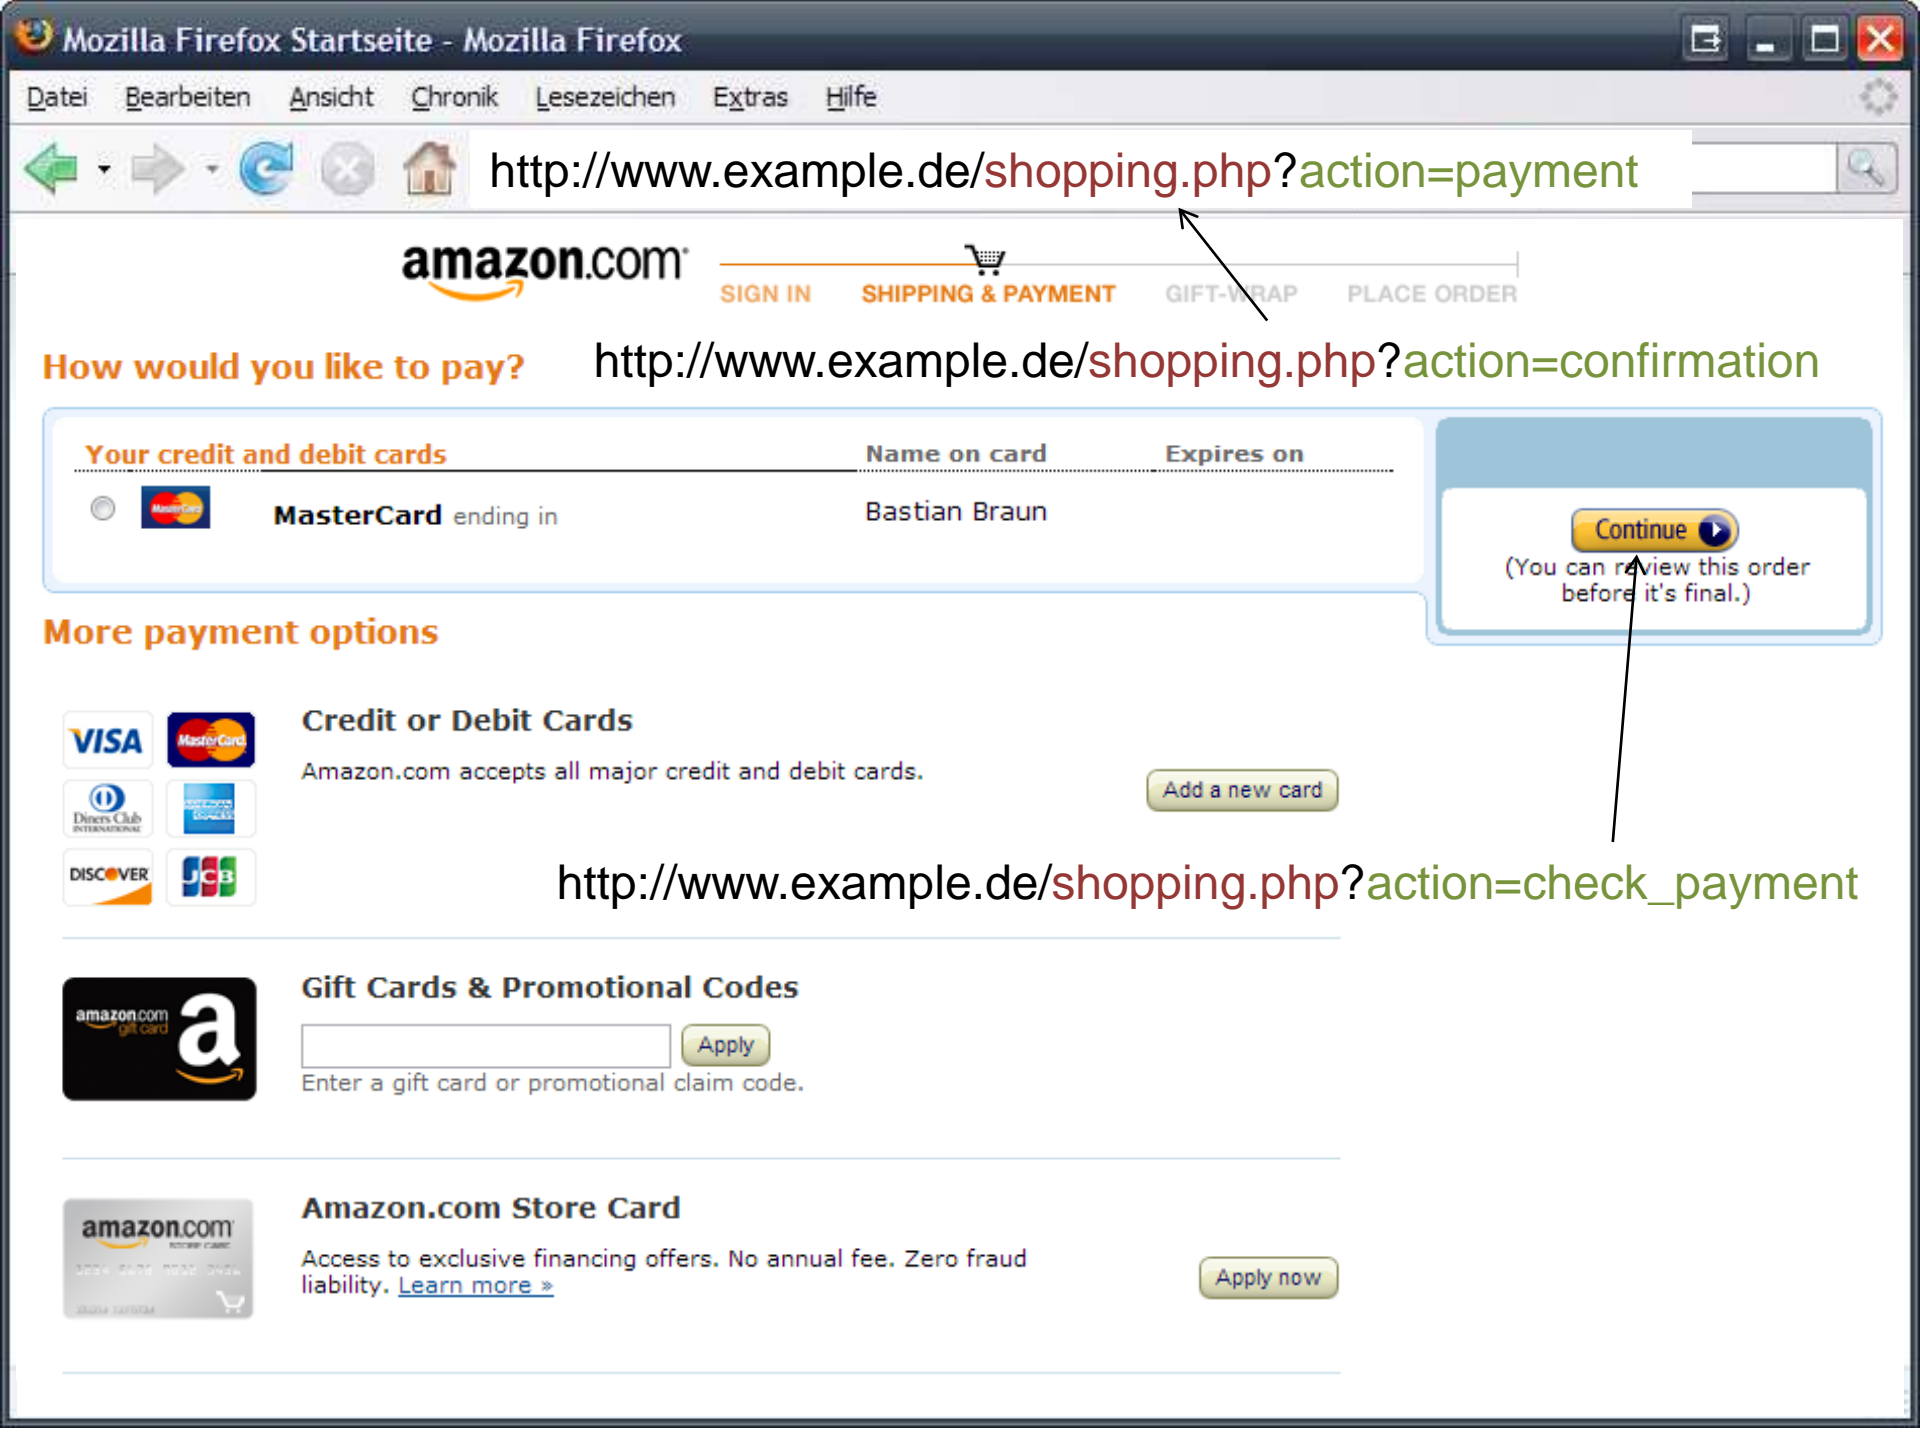 Mozilla Firefox Startseite - Mozilla Firefox
Datei Bearbeiten Ansicht Chronik Lesezeichen Extras Hilfe
http://www.example.de/shopping.php?action=payment
amazon.com
SIGN IN SHIPPING & PAYMENT GIFT-WRAP PLACE ORDER
How would you like to pay?
http://www.example.de/shopping.php?action=confirmation
Your credit and debit cards Name on card Expires on
MasterCard MasterCard ending in Bastian Braun
Continue
(You can review this order
before it's final.)
More payment options
Credit or Debit Cards
VISA MasterCard
Amazon.com accepts all major credit and debit cards.
Add a new card
Diners Club
INTERNATIONAL
DISCOVER JCB
http://www.example.de/shopping.php?action=check_payment
Gift Cards & Promotional Codes
amazon.com
gift card
a
Apply
Enter a gift card or promotional claim code.
Amazon.com Store Card
amazon.com
STORE CARD
Access to exclusive financing offers. No annual fee. Zero fraud
liability. Learn more »
Apply now